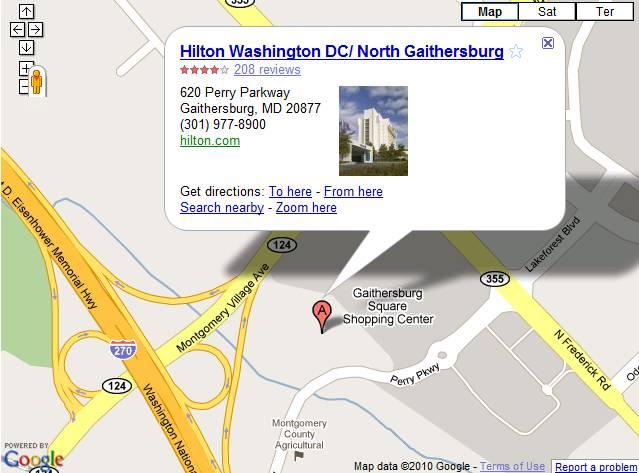 355
Map
Sat
Ter
Hilton Washington DC/ North Gaithersburg
208 reviews
620 Perry Parkway
Gaithersburg, MD 20877
(301) 977-8900
hilton.com
Get directions: To here - From here
Search nearby - Zoom here
D. Eisenhower Memorial Hwy
124
Montgomery Village Ave
Lakeforest Blvd
355
A
Gaithersburg
Square
Shopping Center
270
N Frederick Rd
Perry Pkwy
124
Washington Nation
Montgomery
County
Agricultural
124
POWERED BY
Google
Map data ©2010 Google - Terms of Use
Report a problem